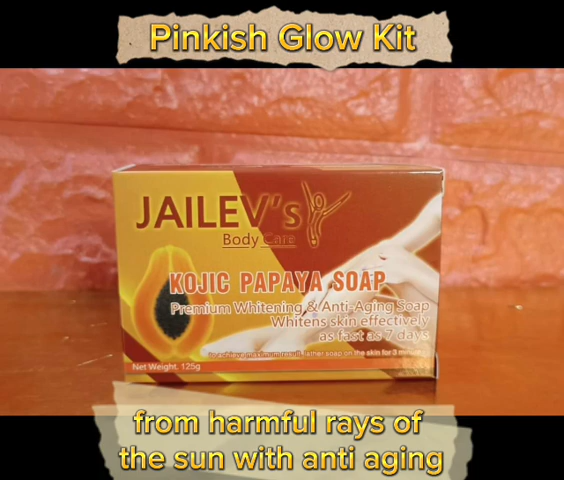 Pinkish Glow Kit
JAILEV's
Body Care
KOJIC PAPAYA SOAP
Premium Whitening & Anti-Aging Soap
Whitens skin effectively
as fast as 7 days
to achieve maximum result, lather soap on the skin for 3 minutes
Net Weight. 125g
from harmful rays of
the sun with anti aging